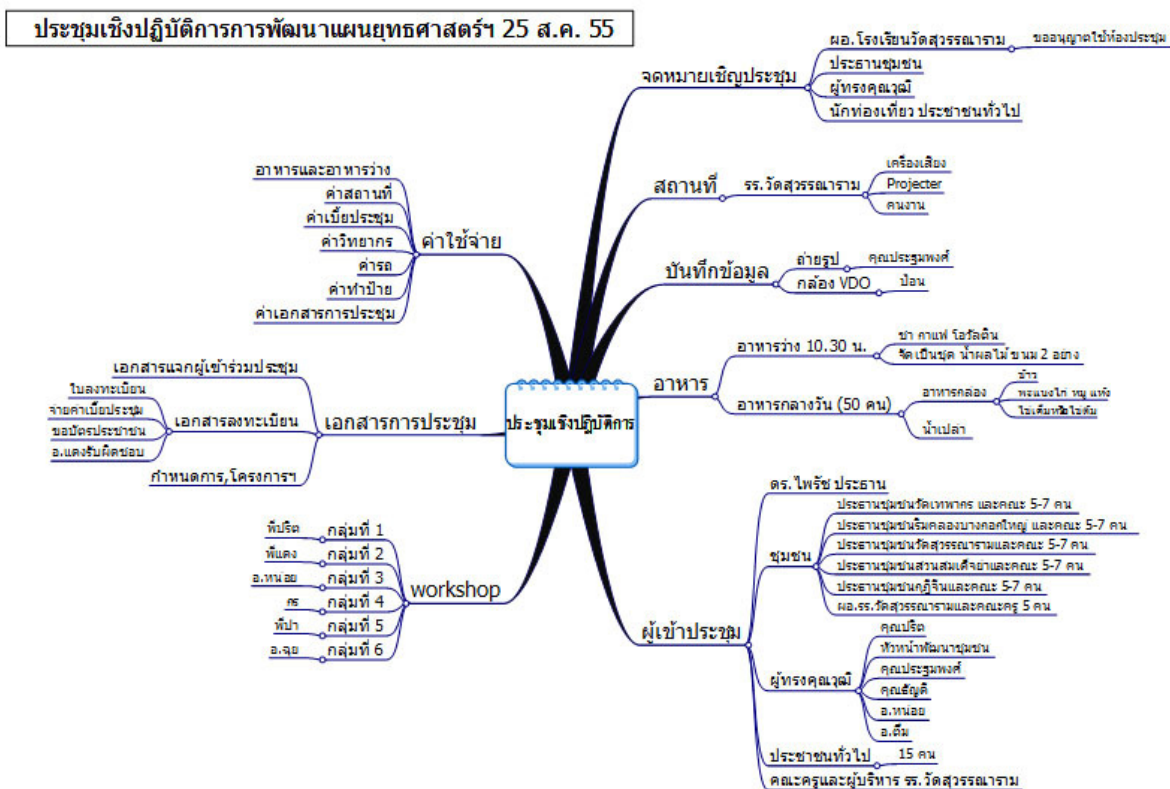 ประชุมเชิงปฏิบัติการการพัฒนาแผนยุทธศาสตร์ฯ 25 ส.ค. 55
ประชุมเชิงปฏิบัติการ
จดหมายเชิญประชุม
ผอ.โรงเรียนวัดสุวรรณาราม
ขออนุญาตใช้ห้องประชุม
ประธานชุมชน
ผู้ทรงคุณวุฒิ
นักท่องเที่ยว ประชาชนทั่วไป
สถานที่
รร.วัดสุวรรณาราม
เครื่องเสียง
Projecter
คนงาน
บันทึกข้อมูล
ถ่ายรูป
คุณประฐมพงศ์
กล้อง VDO
ป้อน
อาหาร
อาหารว่าง 10.30 น.
ชา กาแฟ โอวัลติน
จัดเป็นชุด น้ำผลไม้ ขนม 2 อย่าง
อาหารกลางวัน (50 คน)
อาหารกล่อง
ข้าว
พะแนงไก่ หมู แห้ง
ไข่เค็มหรือไข่ต้ม
น้ำเปล่า
ผู้เข้าประชุม
ดร.ไพรัช ประธาน
ชุมชน
ประธานชุมชนวัดเทพากร และคณะ 5-7 คน
ประธานชุมชนริมคลองบางกอกใหญ่ และคณะ 5-7 คน
ประธานชุมชนวัดสุวรรณารามและคณะ 5-7 คน
ประธานชุมชนสวนสมเด็จย่าและคณะ 5-7 คน
ประธานชุมชนกุฎีจีนและคณะ 5-7 คน
ผอ.รร.วัดสุวรรณารามและคณะครู 5 คน
ผู้ทรงคุณวุฒิ
คุณปริต
หัวหน้าพัฒนาชุมชน
คุณประฐมพงศ์
คุณธัญดิ
อ.หน่อย
อ.ติ๋ม
ประชาชนทั่วไป
15 คน
คณะครูและผู้บริหาร รร.วัดสุวรรณาราม
ค่าใช้จ่าย
อาหารและอาหารว่าง
ค่าสถานที่
ค่าเบี้ยประชุม
ค่าวิทยากร
ค่ารถ
ค่าทำป้าย
ค่าเอกสารการประชุม
เอกสารการประชุม
เอกสารแจกผู้เข้าร่วมประชุม
เอกสารลงทะเบียน
ใบลงทะเบียน
จ่ายค่าเบี้ยประชุม
ขอบัตรประชาชน
อ.แดงรับผิดชอบ
กำหนดการ,โครงการฯ
workshop
กลุ่มที่ 1
พี่ปริต
กลุ่มที่ 2
พี่แดง
กลุ่มที่ 3
อ.หน่อย
กลุ่มที่ 4
กร
กลุ่มที่ 5
พี่ปา
กลุ่มที่ 6
อ.ฉุย